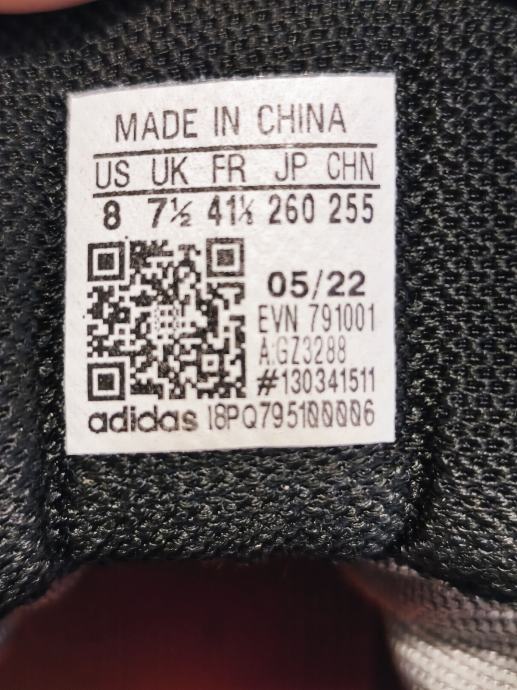 MADE IN CHINA
US UK FR JP CHN
8 7½ 41⅓ 260 255
05/22
EVN 791001
A:GZ3288
#130341511
adidas I8PQ795100006